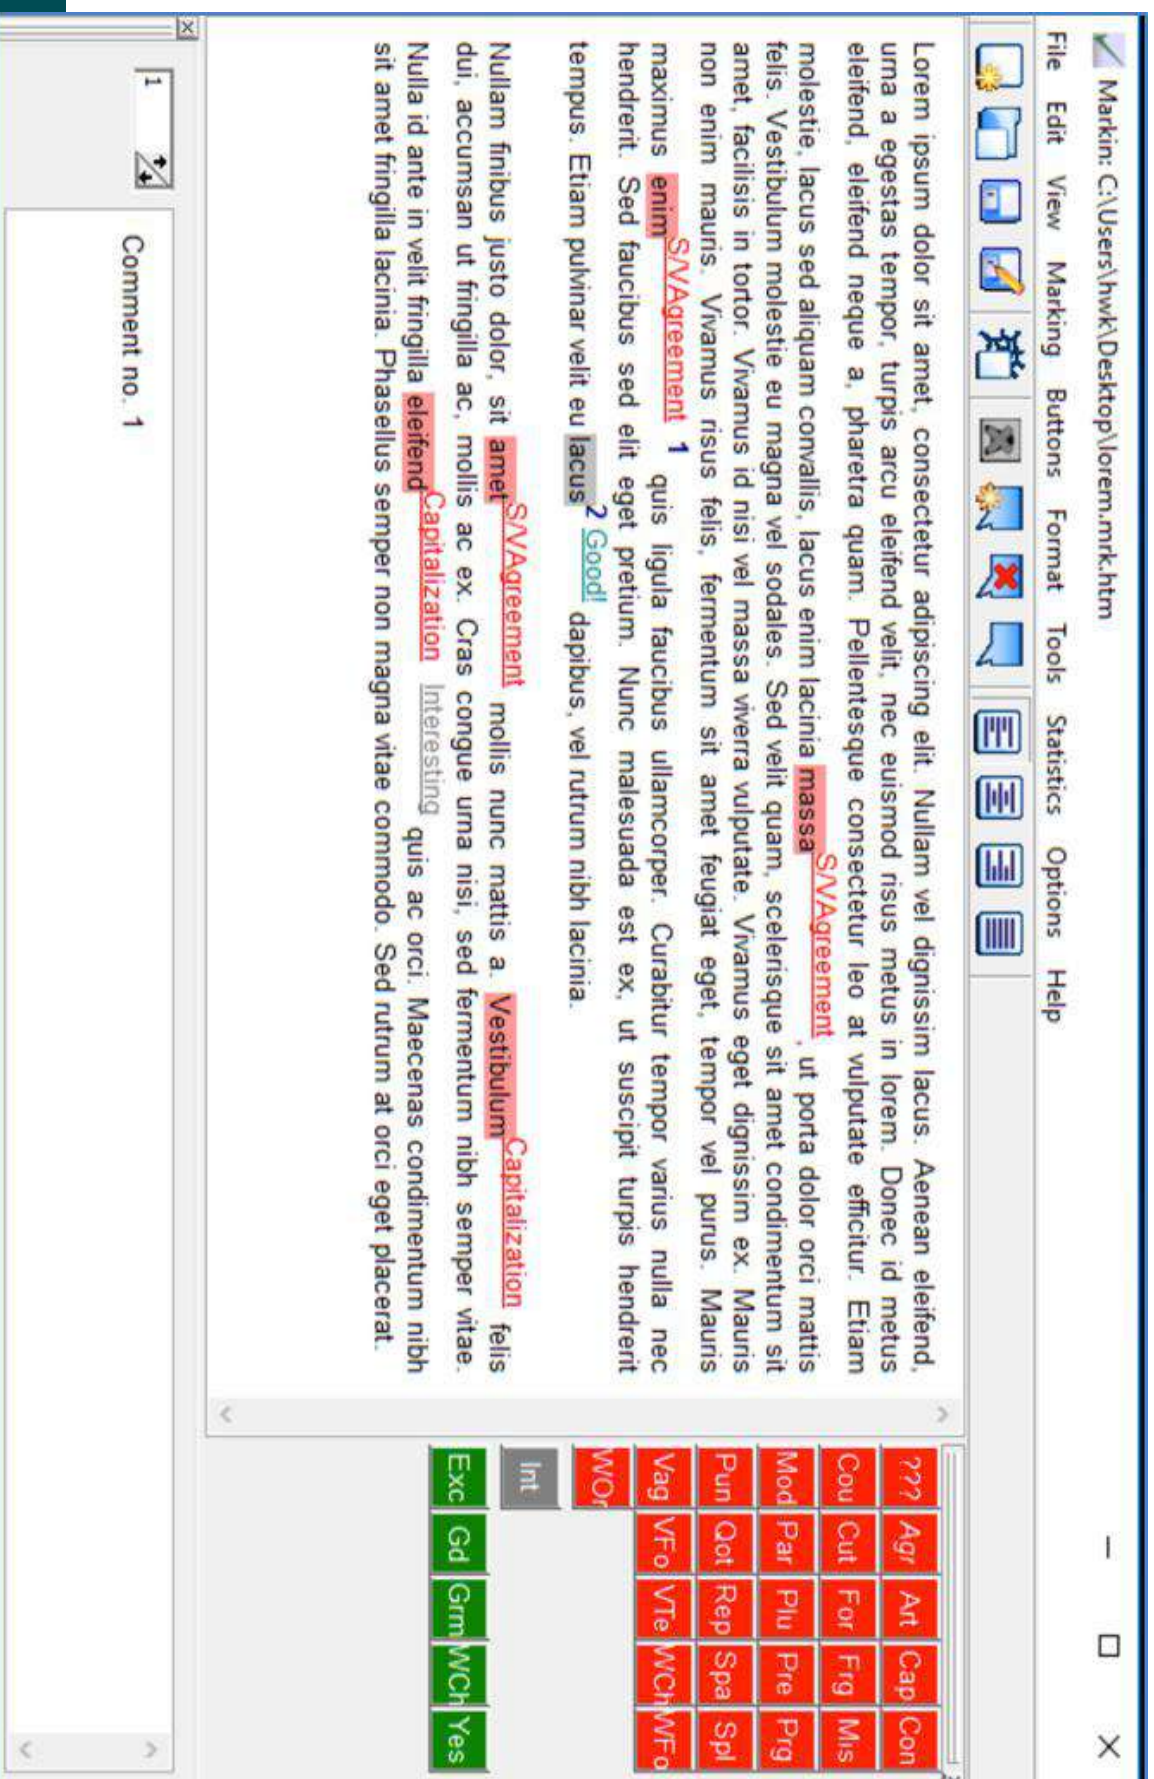 Markin: C:\Users\hwk\Desktop\lorem.mrk.htm
File Edit View Marking Buttons Format Tools Statistics Options Help
Lorem ipsum dolor sit amet, consectetur adipiscing elit. Nullam vel dignissim lacus. Aenean eleifend,
urna a egestas tempor, turpis arcu eleifend velit, nec euismod risus metus in lorem. Donec id metus
eleifend, eleifend neque a, pharetra quam. Pellentesque consectetur leo at vulputate efficitur. Etiam
molestie, lacus sed aliquam convallis, lacus enim lacinia massa S/VAgreement , ut porta dolor orci mattis
felis. Vestibulum molestie eu magna vel sodales. Sed velit quam, scelerisque sit amet condimentum sit
amet, facilisis in tortor. Vivamus id nisi vel massa viverra vulputate. Vivamus eget dignissim ex. Mauris
non enim mauris. Vivamus risus felis, fermentum sit amet feugiat eget, tempor vel purus. Mauris
maximus enim S/VAgreement 1 quis ligula faucibus ullamcorper. Curabitur tempor varius nulla nec
hendrerit. Sed faucibus sed elit eget pretium. Nunc malesuada est ex, ut suscipit turpis hendrerit
tempus. Etiam pulvinar velit eu lacus 2 Good! dapibus, vel rutrum nibh lacinia.
Nullam finibus justo dolor, sit amet S/VAgreement mollis nunc mattis a. Vestibulum Capitalization felis
dui, accumsan ut fringilla ac, mollis ac ex. Cras congue urna nisi, sed fermentum nibh semper vitae.
Nulla id ante in velit fringilla eleifend Capitalization Interesting quis ac orci. Maecenas condimentum nibh
sit amet fringilla lacinia. Phasellus semper non magna vitae commodo. Sed rutrum at orci eget placerat.
??? Agr Art Cap Con
Cou Cut For Frg Mis
Mod Par Plu Pre Prg
Pun Qot Rep Spa Spl
Vag VFo VTe WCh WFo
WOr
Int
Exc Gd Grm WCh Yes
1
Comment no. 1